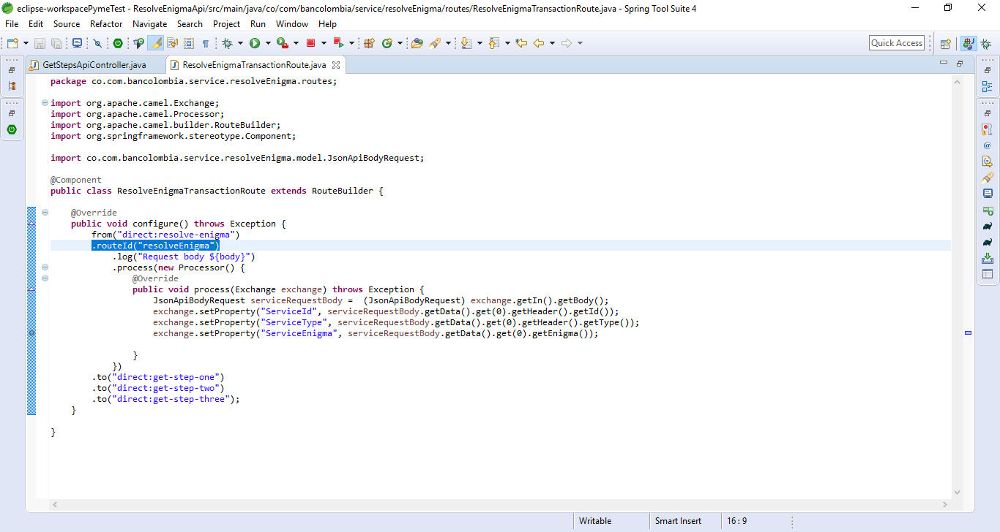 eclipse-workspacePymeTest - ResolveEnigmaApi/src/main/java/co/com/bancolombia/service/resolveEnigma/routes/ResolveEnigmaTransactionRoute.java - Spring Tool Suite 4
File Edit Source Refactor Navigate Search Project Run Window Help
Quick Access
GetStepsApiController.java ResolveEnigmaTransactionRoute.java
package co.com.bancolombia.service.resolveEnigma.routes;
import org.apache.camel.Exchange;
import org.apache.camel.Processor;
import org.apache.camel.builder.RouteBuilder;
import org.springframework.stereotype.Component;
import co.com.bancolombia.service.resolveEnigma.model.JsonApiBodyRequest;
@Component
public class ResolveEnigmaTransactionRoute extends RouteBuilder {
@Override
public void configure() throws Exception {
from("direct:resolve-enigma")
.routeId("resolveEnigma")
.log("Request body ${body}")
.process(new Processor() {
@Override
public void process(Exchange exchange) throws Exception {
JsonApiBodyRequest serviceRequestBody =  (JsonApiBodyRequest) exchange.getIn().getBody();
exchange.setProperty("ServiceId", serviceRequestBody.getData().get(0).getHeader().getId());
exchange.setProperty("ServiceType", serviceRequestBody.getData().get(0).getHeader().getType());
exchange.setProperty("ServiceEnigma", serviceRequestBody.getData().get(0).getEnigma());
}
})
.to("direct:get-step-one")
.to("direct:get-step-two")
.to("direct:get-step-three");
}
}
Writable Smart Insert 16 : 9